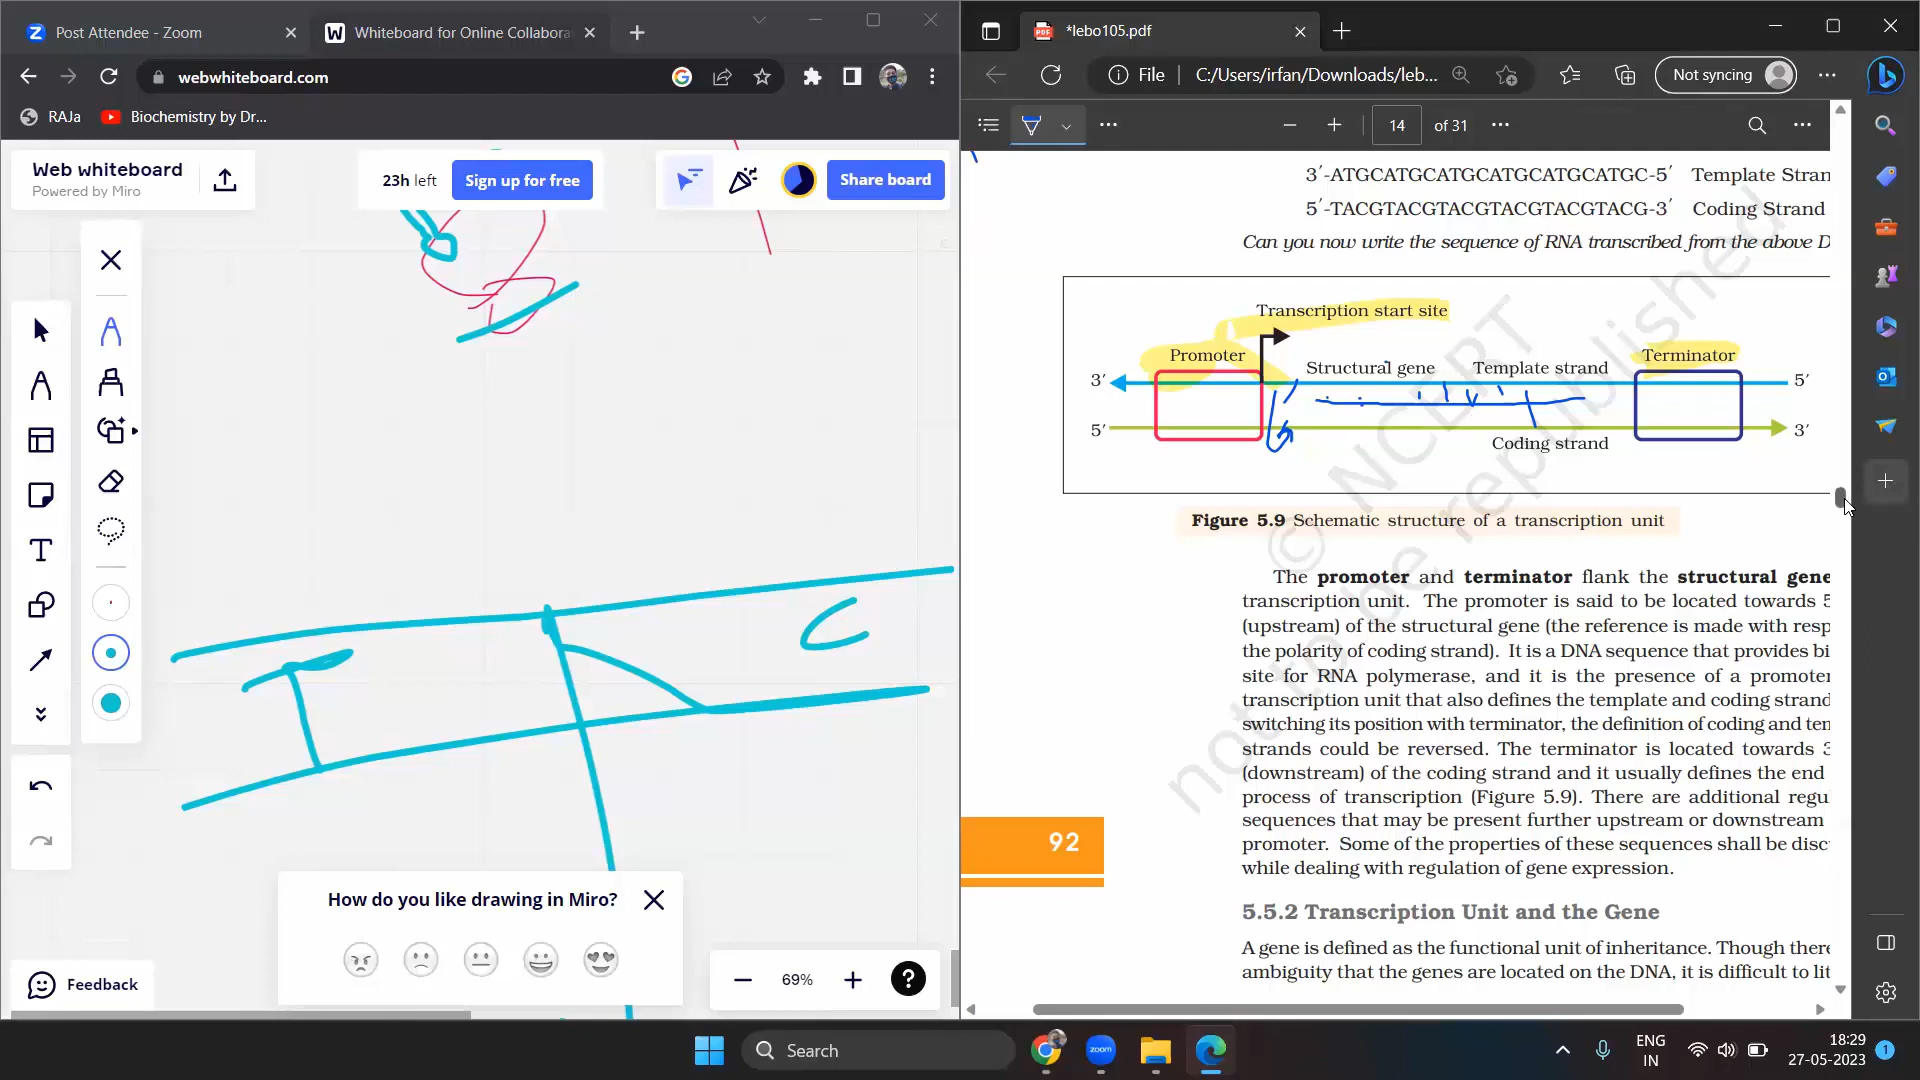 Post Attendee - Zoom
Whiteboard for Online Collabora
webwhiteboard.com
RAJa
Biochemistry by Dr...
Web whiteboard
Powered by Miro
23h left
Sign up for free
Share board
T
C
How do you like drawing in Miro?
Feedback
69%
?
*lebo105.pdf
File
C:/Users/irfan/Downloads/leb...
Not syncing
14 of 31
3′-ATGCATGCATGCATGCATGCATGC-5′ Template Stran
5′-TACGTACGTACGTACGTACGTACG-3′ Coding Strand
Can you now write the sequence of RNA transcribed from the above D
Transcription start site
Promoter
Terminator
Structural gene
Template strand
3′
5′
5′
3′
Coding strand
© NCERT
not to be republished
Figure 5.9 Schematic structure of a transcription unit
The promoter and terminator flank the structural gene
transcription unit. The promoter is said to be located towards 5
(upstream) of the structural gene (the reference is made with resp
the polarity of coding strand). It is a DNA sequence that provides bi
site for RNA polymerase, and it is the presence of a promoter
transcription unit that also defines the template and coding strand
switching its position with terminator, the definition of coding and ten
strands could be reversed. The terminator is located towards 3
(downstream) of the coding strand and it usually defines the end
process of transcription (Figure 5.9). There are additional regu
sequences that may be present further upstream or downstream
promoter. Some of the properties of these sequences shall be disc
while dealing with regulation of gene expression.
92
5.5.2 Transcription Unit and the Gene
A gene is defined as the functional unit of inheritance. Though there
ambiguity that the genes are located on the DNA, it is difficult to lit
Search
zoom
ENG
IN
18:29
27-05-2023
1